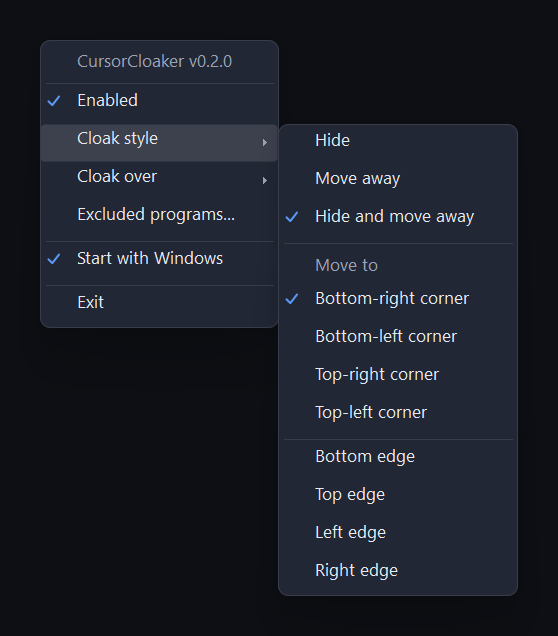 CursorCloaker v0.2.0
Enabled
Cloak style
Cloak over
Excluded programs...
Start with Windows
Exit
Hide
Move away
Hide and move away
Move to
Bottom-right corner
Bottom-left corner
Top-right corner
Top-left corner
Bottom edge
Top edge
Left edge
Right edge